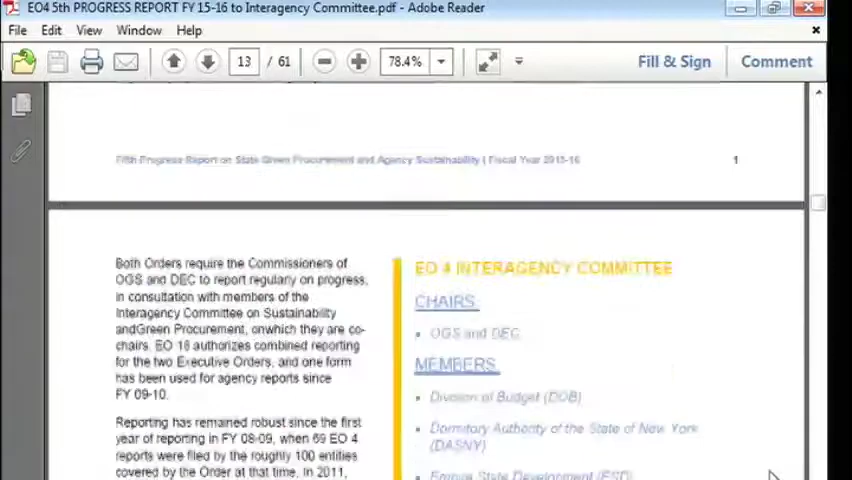 EO4 5th PROGRESS REPORT FY 15-16 to Interagency Committee.pdf - Adobe Reader
File Edit View Window Help
13 / 61 78.4% Fill & Sign Comment
Fifth Progress Report on State Green Procurement and Agency Sustainability | Fiscal Year 2015-16 1
Both Orders require the Commissioners of
OGS and DEC to report regularly on progress,
in consultation with members of the
Interagency Committee on Sustainability
andGreen Procurement, onwhich they are co-
chairs. EO 18 authorizes combined reporting
for the two Executive Orders, and one form
has been used for agency reports since
FY 09-10.
Reporting has remained robust since the first
year of reporting in FY 08-09, when 69 EO 4
reports were filed by the roughly 100 entities
covered by the Order at that time. In 2011,
EO 4 INTERAGENCY COMMITTEE
CHAIRS
• OGS and DEC
MEMBERS
• Division of Budget (DOB)
• Dormitory Authority of the State of New York
(DASNY)
• Empire State Development (ESD)